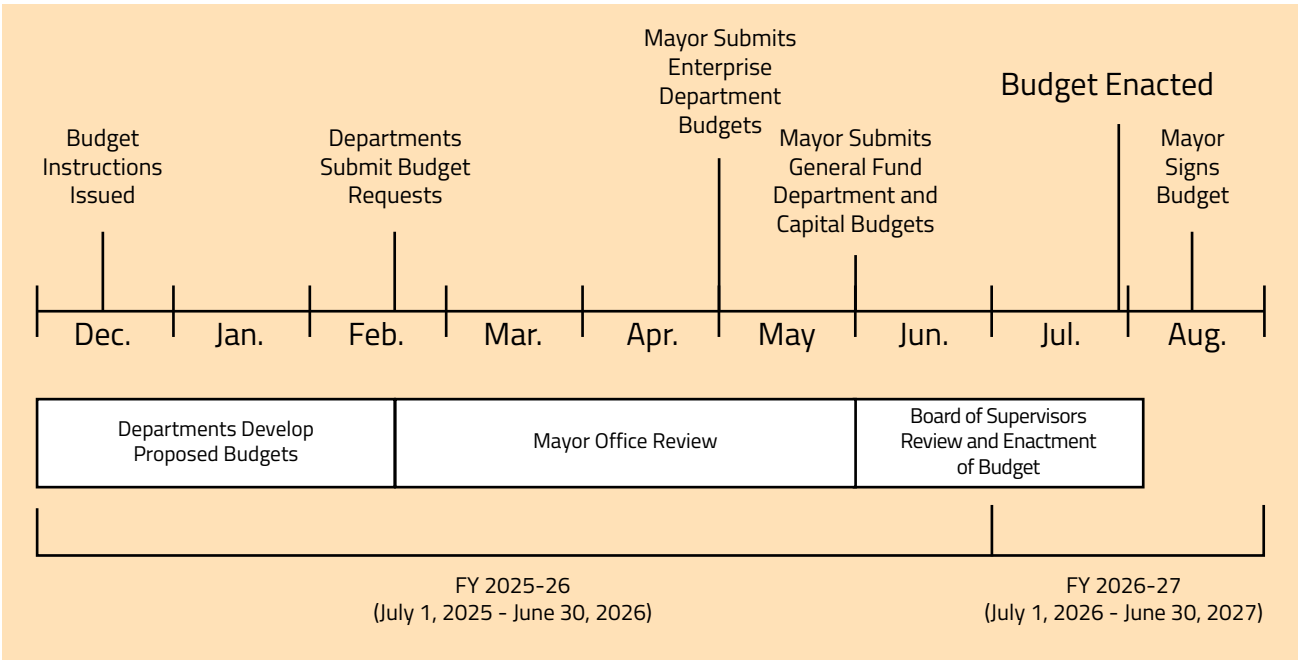 Budget
Instructions
Issued
Departments
Submit Budget
Requests
Mayor Submits
Enterprise
Department
Budgets
Mayor Submits
General Fund
Department and
Capital Budgets
Budget Enacted
Mayor
Signs
Budget
Dec.
Jan.
Feb.
Mar.
Apr.
May
Jun.
Jul.
Aug.
Departments Develop
Proposed Budgets
Mayor Office Review
Board of Supervisors
Review and Enactment
of Budget
FY 2025-26
(July 1, 2025 - June 30, 2026)
FY 2026-27
(July 1, 2026 - June 30, 2027)